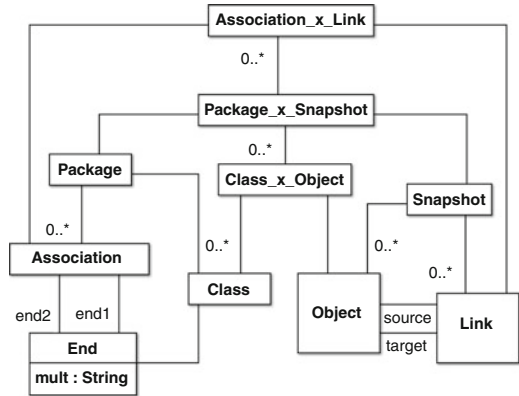 Association_x_Link
0..*
Package_x_Snapshot
0..*
Package
Class_x_Object
Snapshot
0..*
0..*
0..*
0..*
Association
Class
Object
source
Link
end2
end1
target
End
mult : String